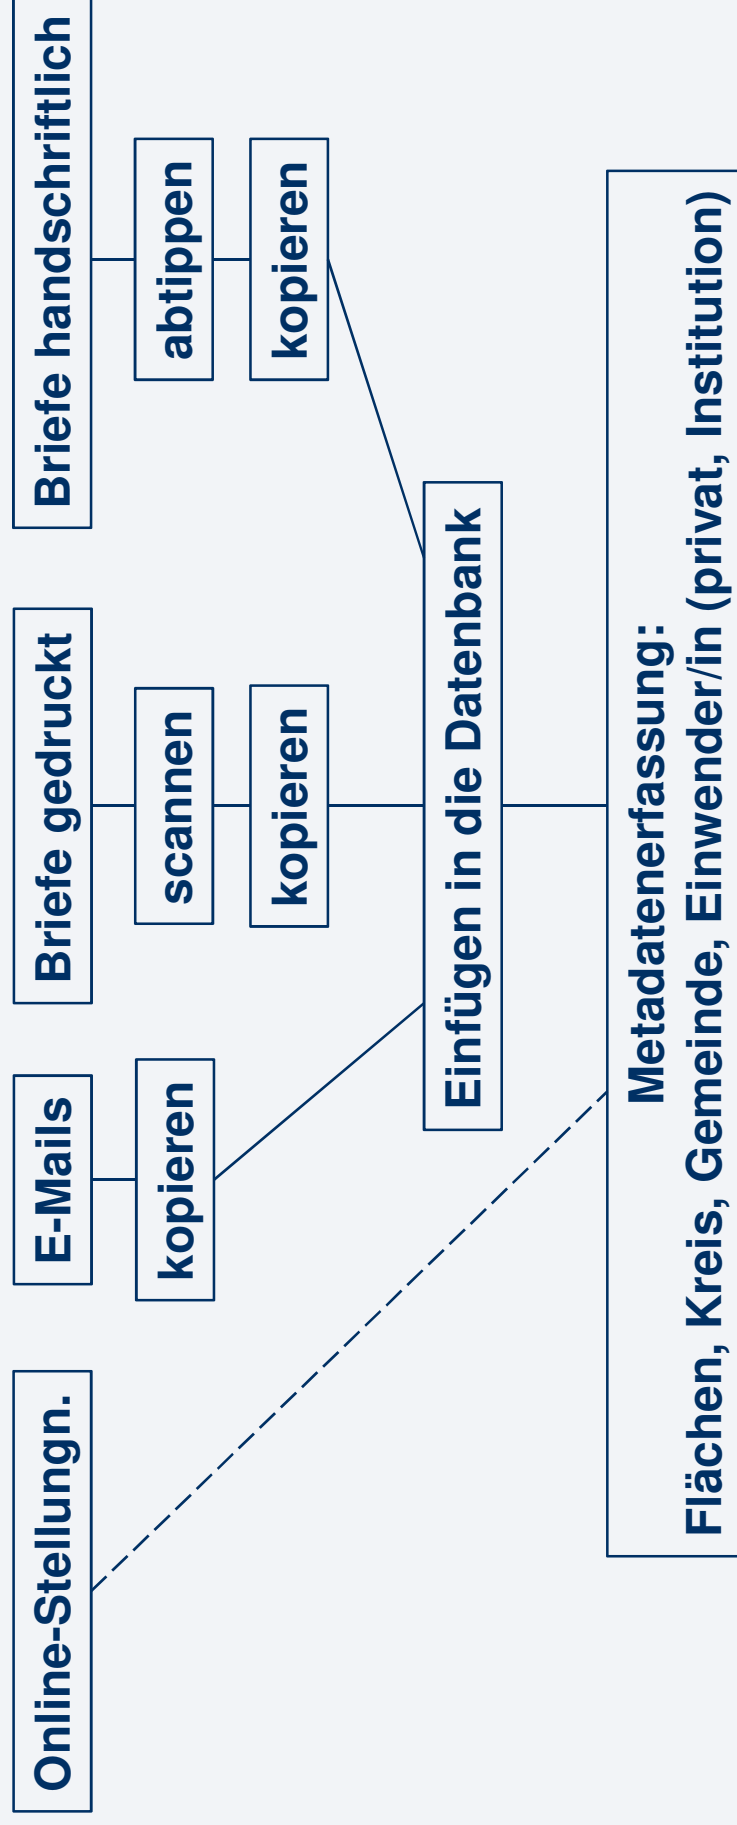 Online-Stellungn.
E-Mails
Briefe gedruckt
Briefe handschriftlich
kopieren
scannen
abtippen
kopieren
kopieren
Einfügen in die Datenbank
Metadatenerfassung:
Flächen, Kreis, Gemeinde, Einwender/in (privat, Institution)